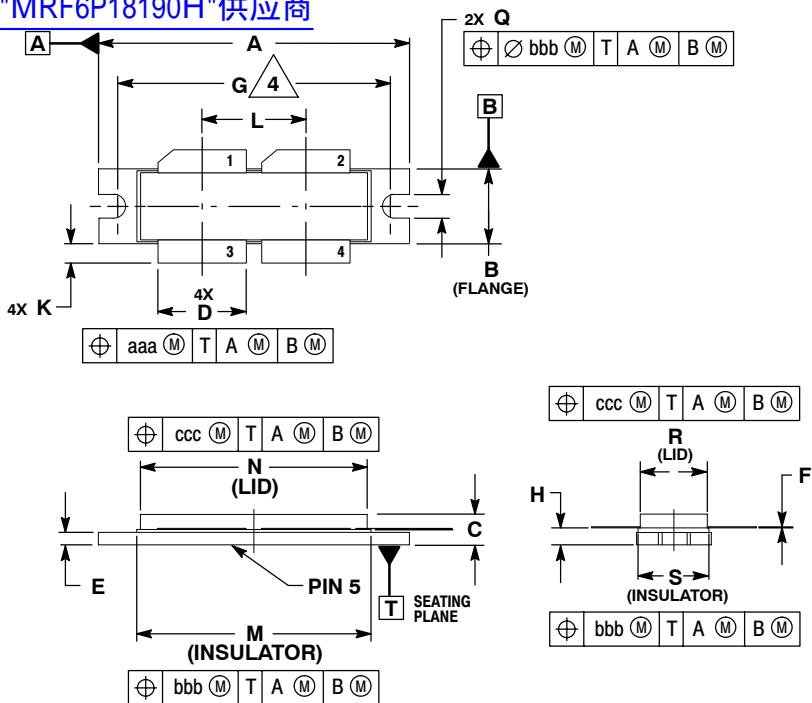 "MRF6P18190H"供应商
2X Q
⌖ ∅ bbb Ⓜ T A Ⓜ B Ⓜ
A
A
G 4
B
L
1
2
3
4
B
(FLANGE)
4X K
4X
D
⌖ aaa Ⓜ T A Ⓜ B Ⓜ
⌖ ccc Ⓜ T A Ⓜ B Ⓜ
N
(LID)
C
E
PIN 5
T SEATING
PLANE
M
(INSULATOR)
⌖ bbb Ⓜ T A Ⓜ B Ⓜ
⌖ ccc Ⓜ T A Ⓜ B Ⓜ
R
(LID)
F
H
S
(INSULATOR)
⌖ bbb Ⓜ T A Ⓜ B Ⓜ